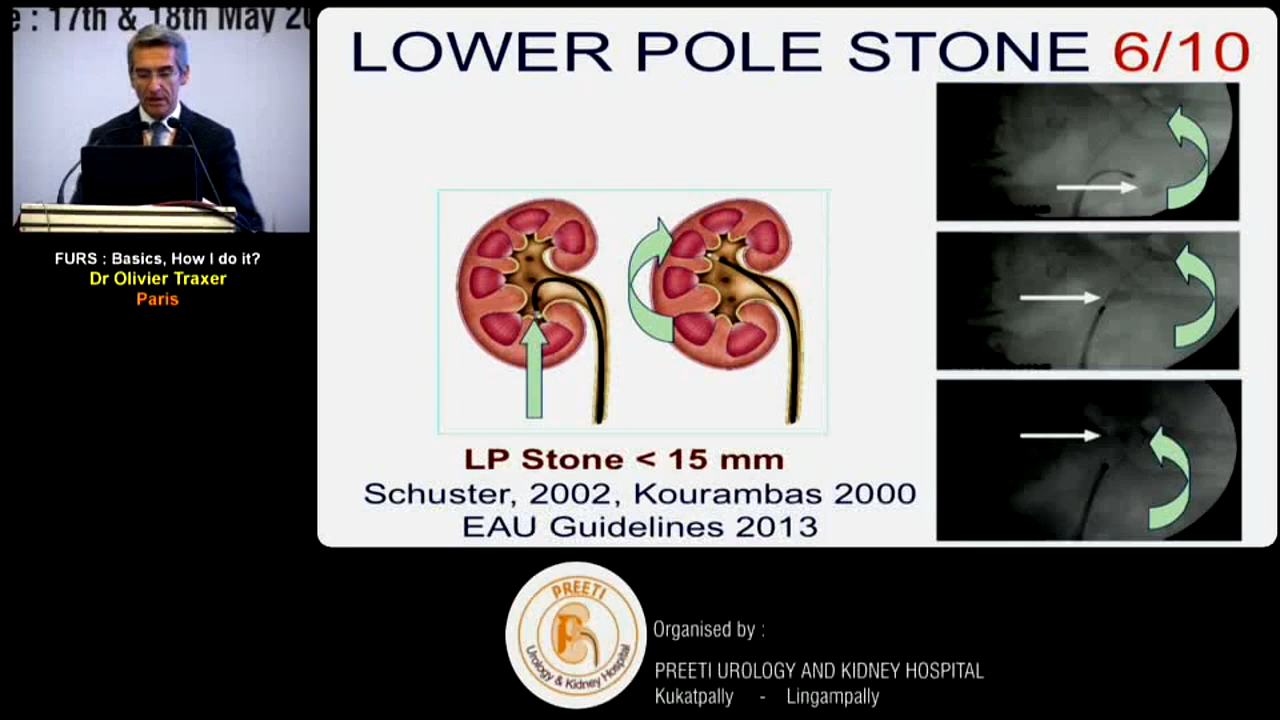 e : 17th & 18th May 20
LOWER POLE STONE 6/10
FURS : Basics, How I do it?
Dr Olivier Traxer
Paris
LP Stone < 15 mm
Schuster, 2002, Kourambas 2000
EAU Guidelines 2013
PREETI
Urology & Kidney Hospital
Organised by :
PREETI UROLOGY AND KIDNEY HOSPITAL
Kukatpally - Lingampally